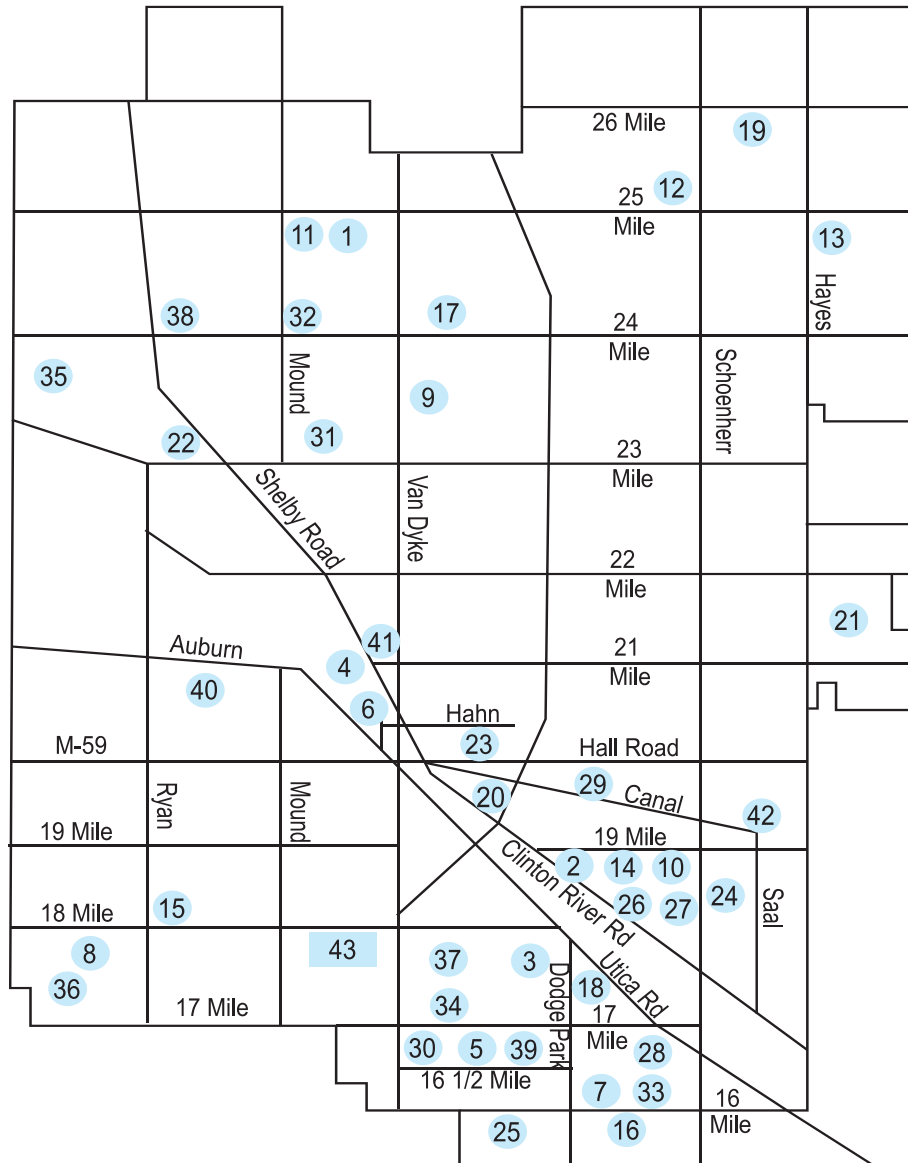 26 Mile
19
12
25
Mile
11
1
13
Hayes
38
32
17
24
Mile
35
Mound
9
Schoenherr
22
31
23
Mile
Shelby Road
Van Dyke
22
Mile
21
41
Auburn
4
21
Mile
40
6
Hahn
23
M-59
Hall Road
29
20
Canal
Ryan
Mound
42
19 Mile
19 Mile
2
14
10
Clinton River Rd
24
Saal
15
26
27
18 Mile
43
37
3
8
Dodge Park
Utica Rd
36
18
34
17 Mile
17
Mile
30
5
39
28
16 1/2 Mile
7
33
16
Mile
25
16